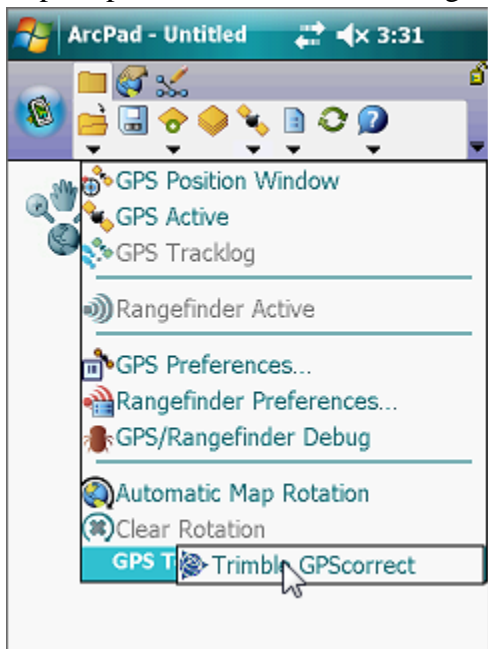 ArcPad - Untitled 3:31
GPS Position Window
GPS Active
GPS Tracklog
Rangefinder Active
GPS Preferences...
Rangefinder Preferences...
GPS/Rangefinder Debug
Automatic Map Rotation
Clear Rotation
GPS T Trimble GPScorrect